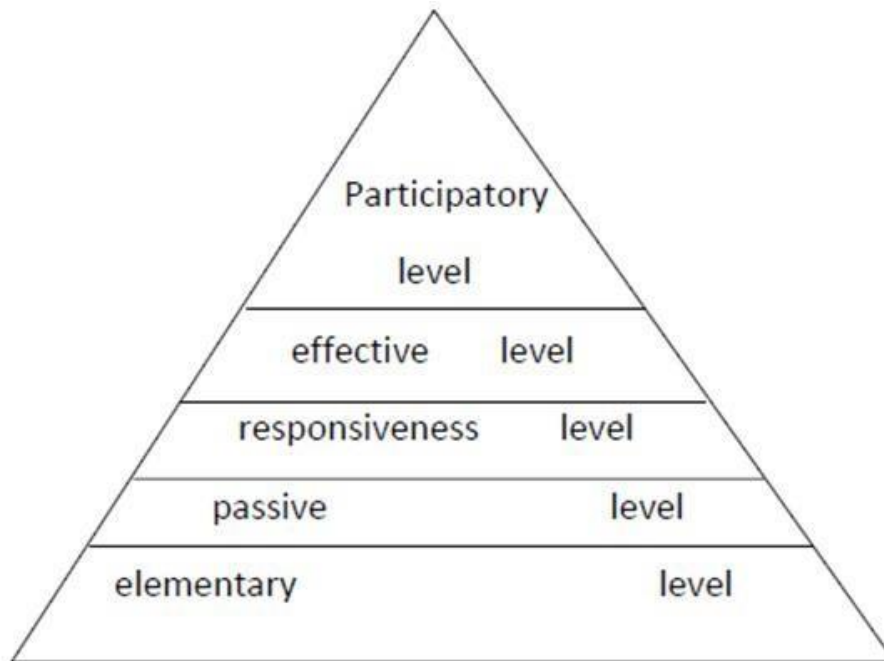 Participatory
level
effective level
responsiveness level
passive level
elementary level